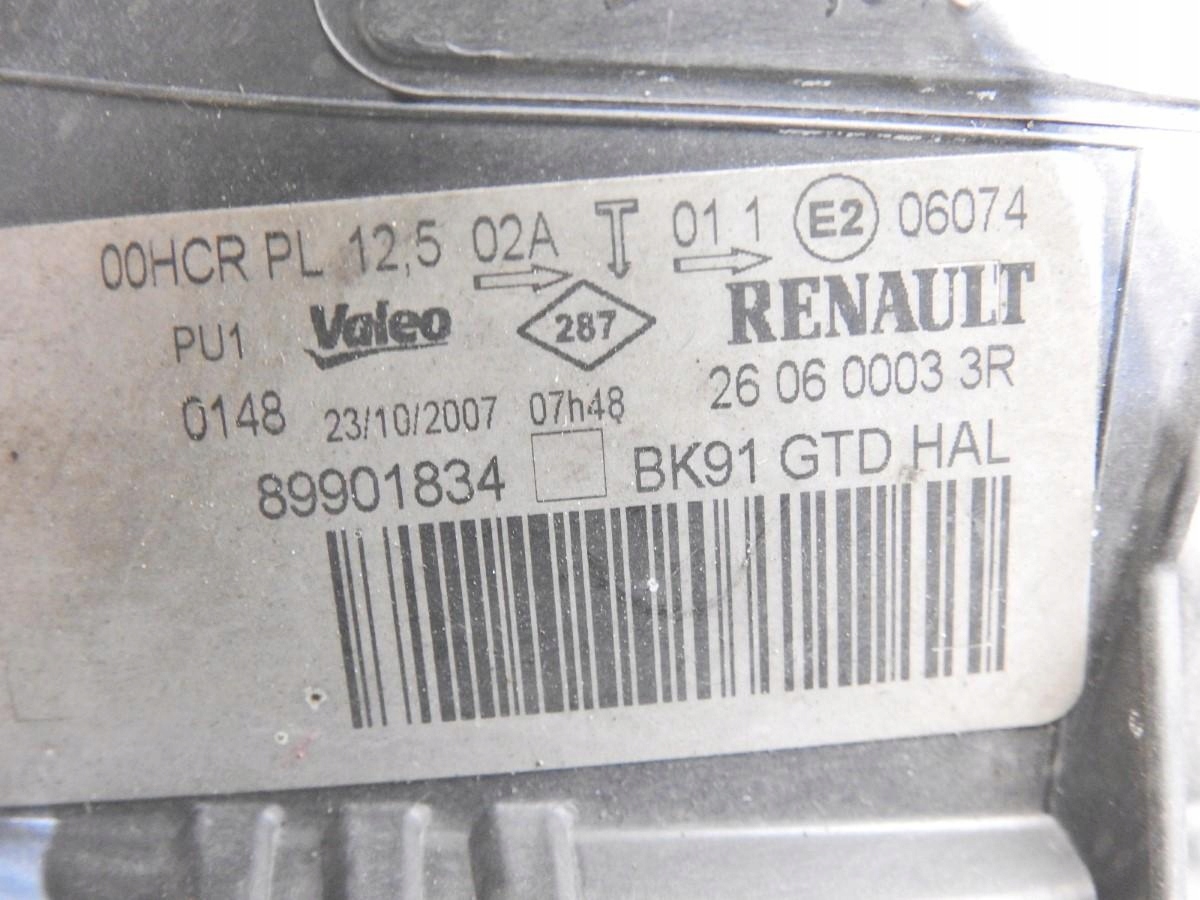 00HCR PL 12,5 02A 01 1 E2 06074
PU1 Valeo 287 RENAULT
0148 23/10/2007 07h48 26 06 0003 3R
89901834 BK91 GTD HAL